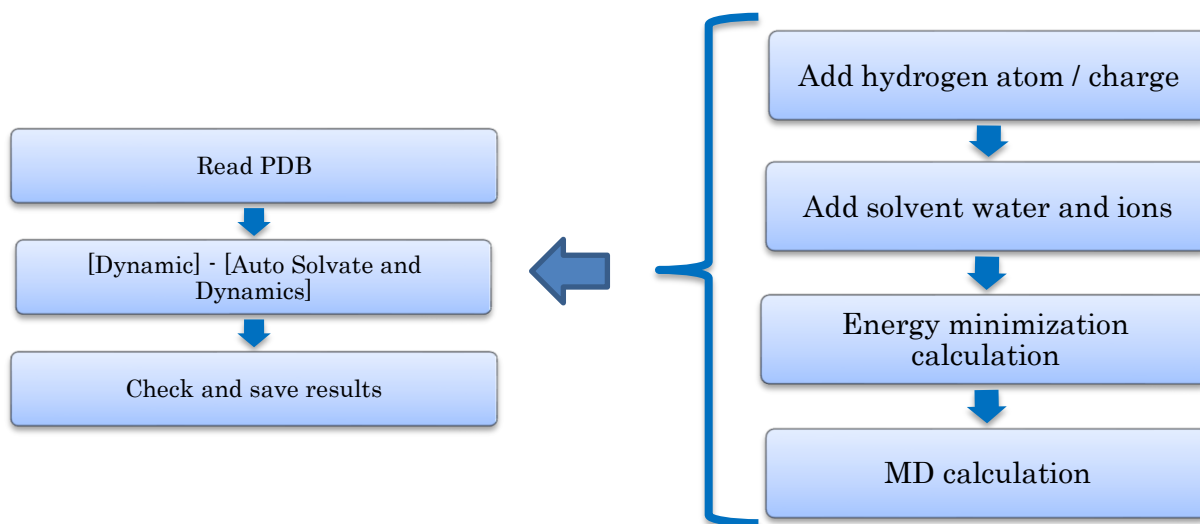 Read PDB
[Dynamic] - [Auto Solvate and
Dynamics]
Check and save results
Add hydrogen atom / charge
Add solvent water and ions
Energy minimization
calculation
MD calculation